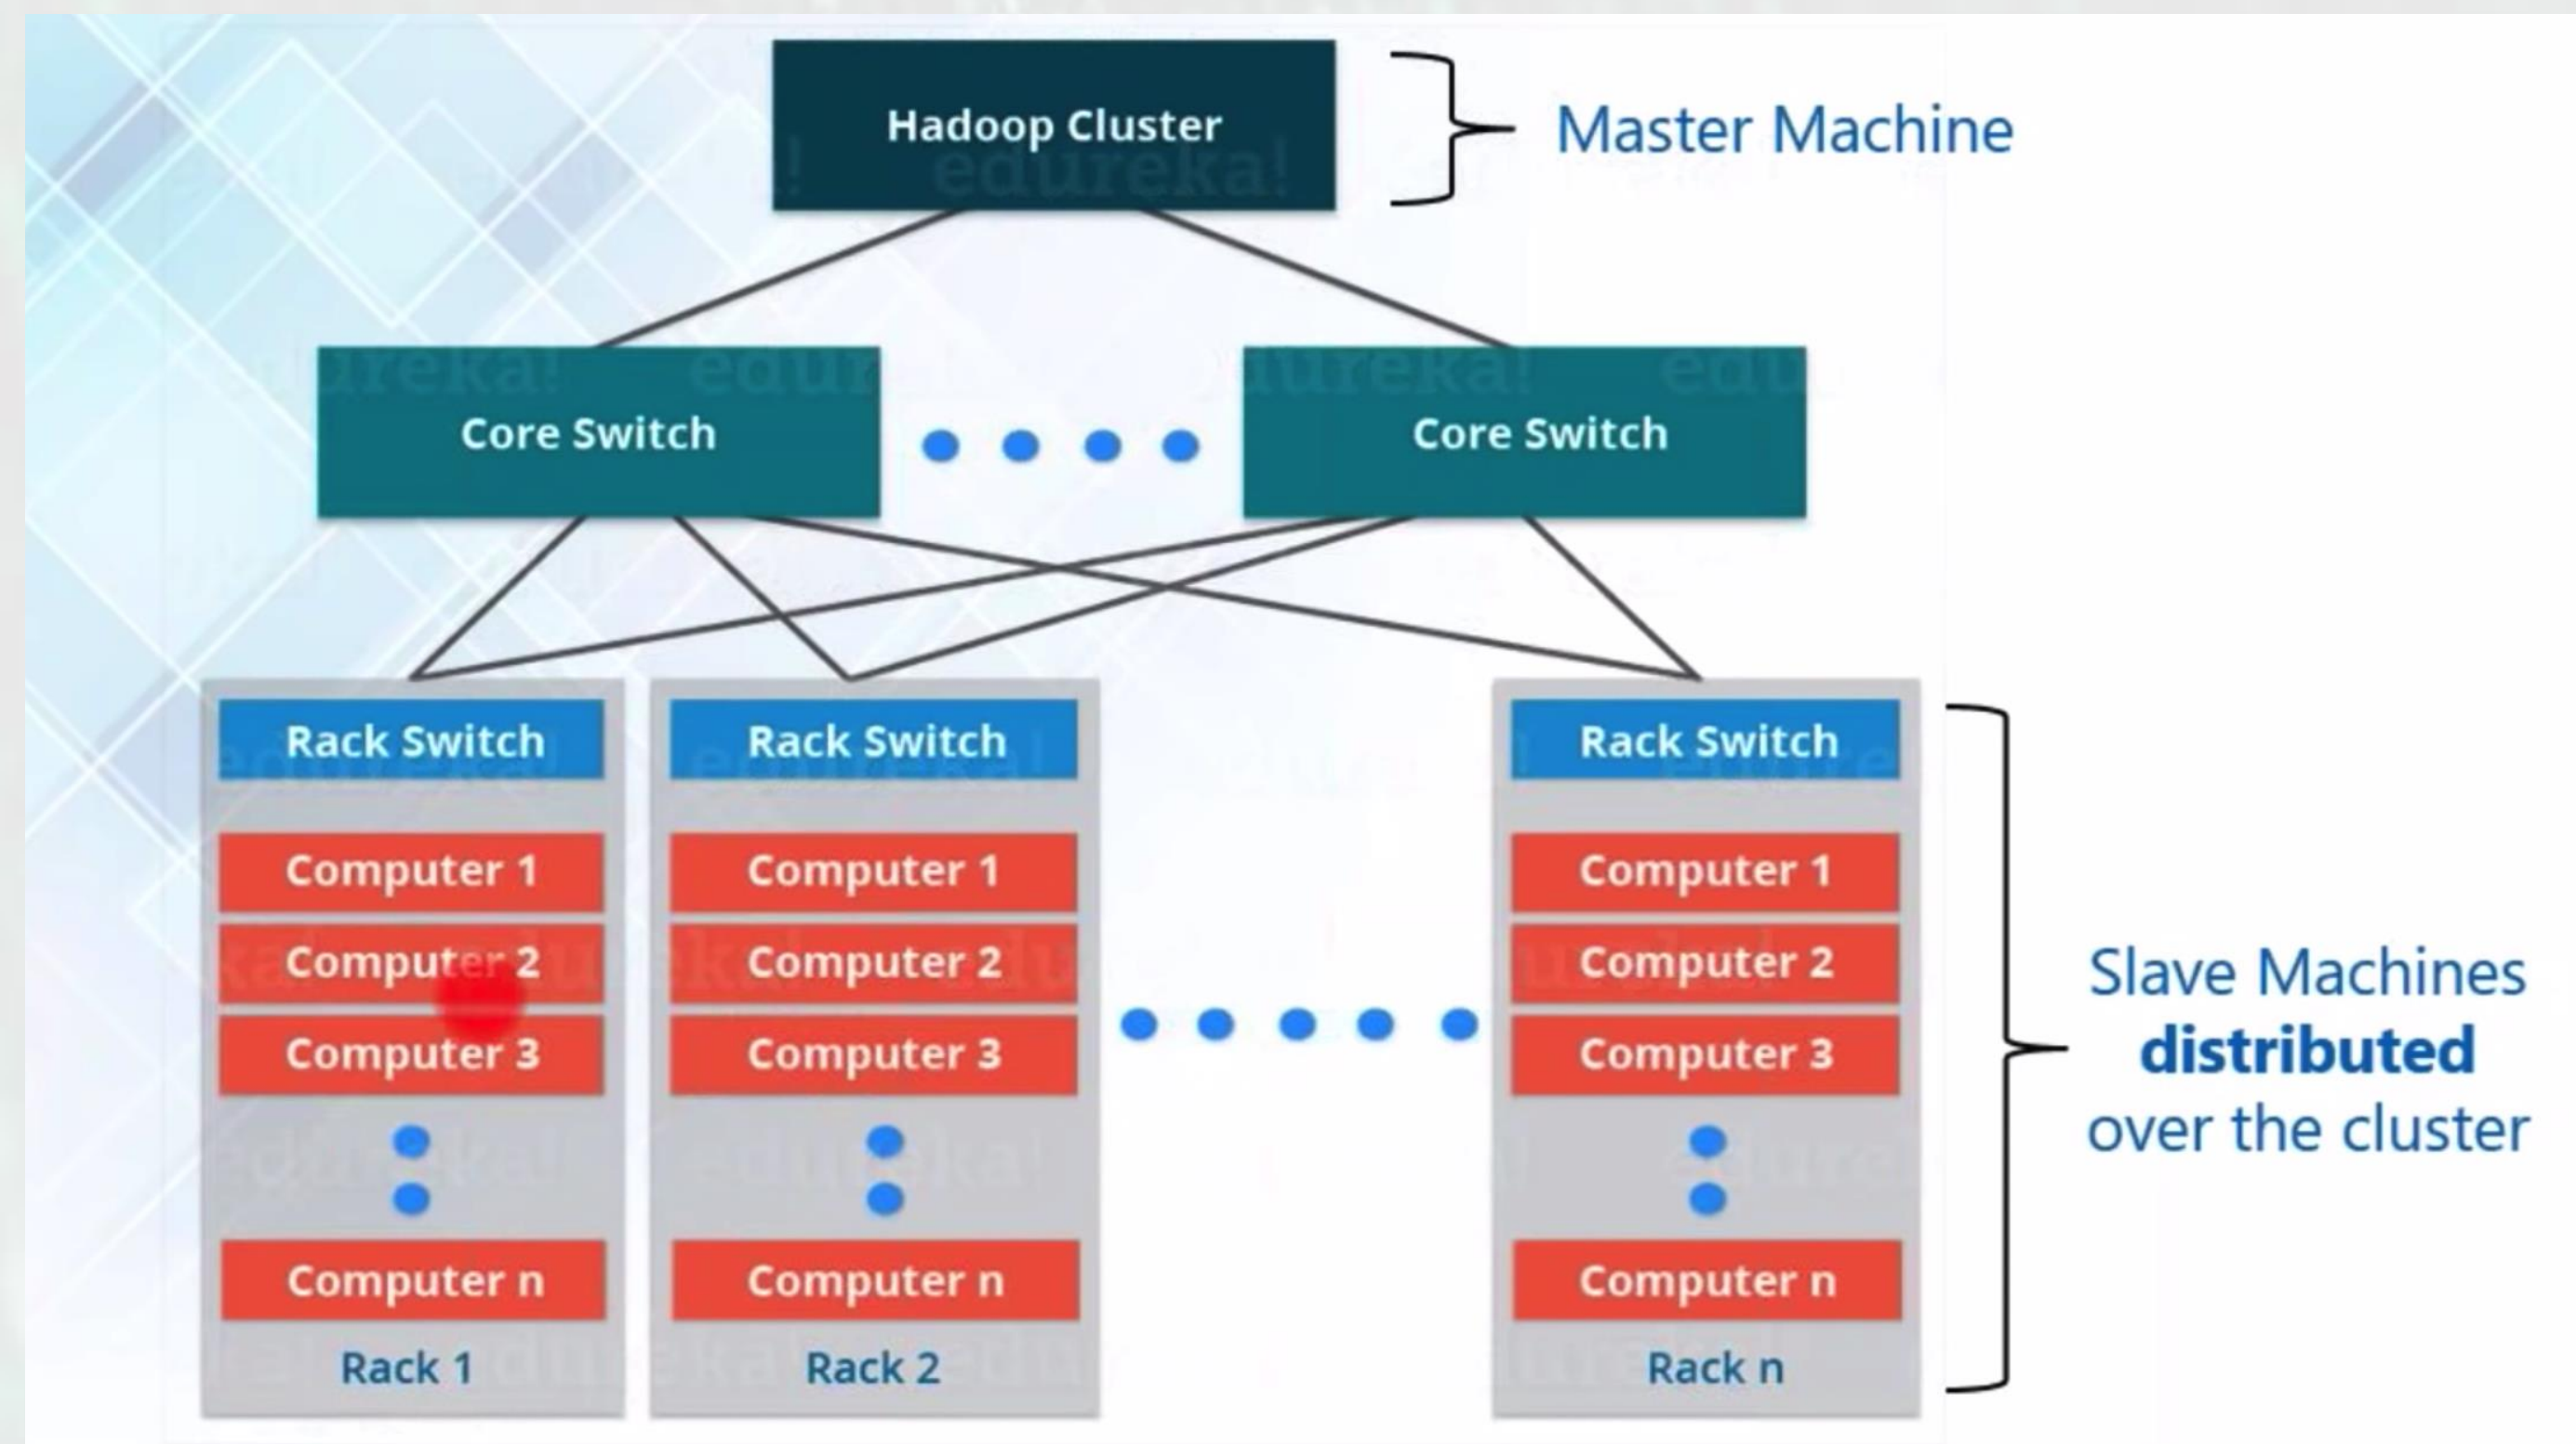 Hadoop Cluster
Master Machine
edureka!
Core Switch
Core Switch
Rack Switch
Rack Switch
Rack Switch
Computer 1
Computer 1
Computer 1
Computer 2
Computer 2
Computer 2
Computer 3
Computer 3
Computer 3
Computer n
Computer n
Computer n
Rack 1
Rack 2
Rack n
Slave Machines
distributed
over the cluster